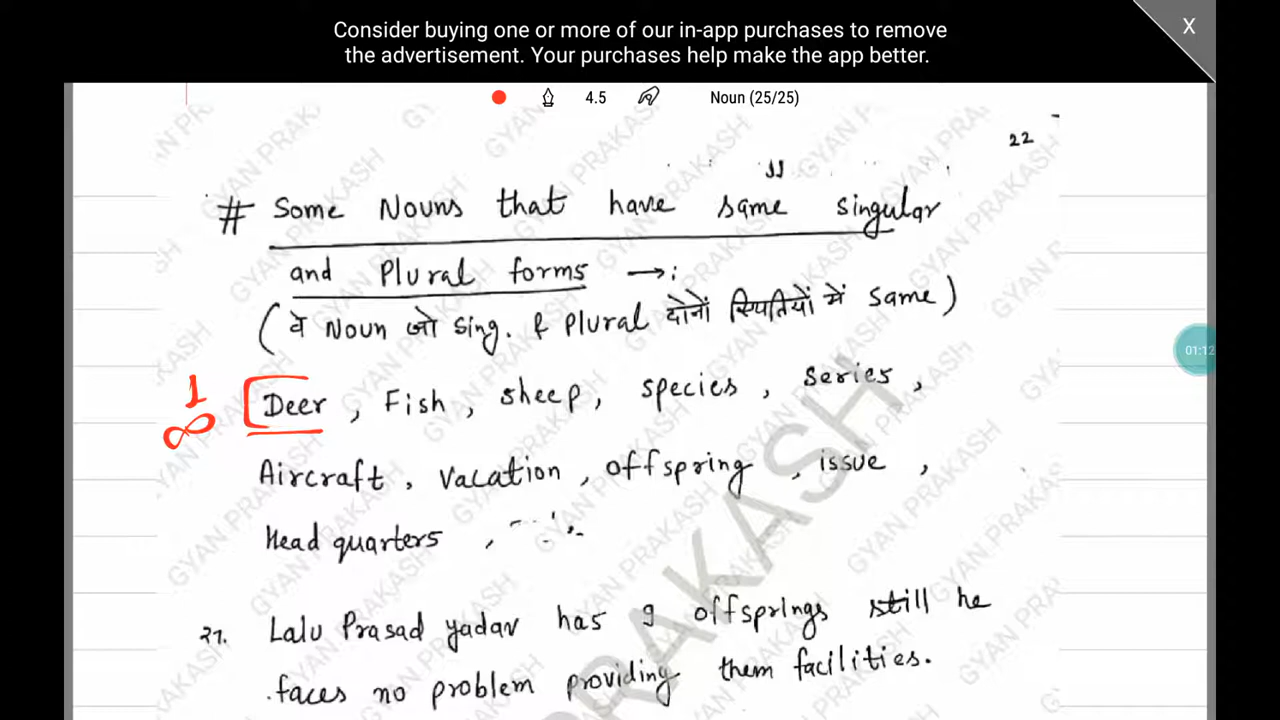 Consider buying one or more of our in-app purchases to remove
the advertisement. Your purchases help make the app better.
X
4.5 Noun (25/25)
22
# Some Nouns that have same singular
and Plural forms →:
(वे Noun जो Sing. & Plural दोनों स्थितियों में same)
1
∞
Deer, Fish, sheep, species, series,
Aircraft, vacation, offspring, issue,
Head quarters,
27. Lalu Prasad yadav has 9 offsprings still he
faces no problem providing them facilities.
01:12
GYAN PRAKASH